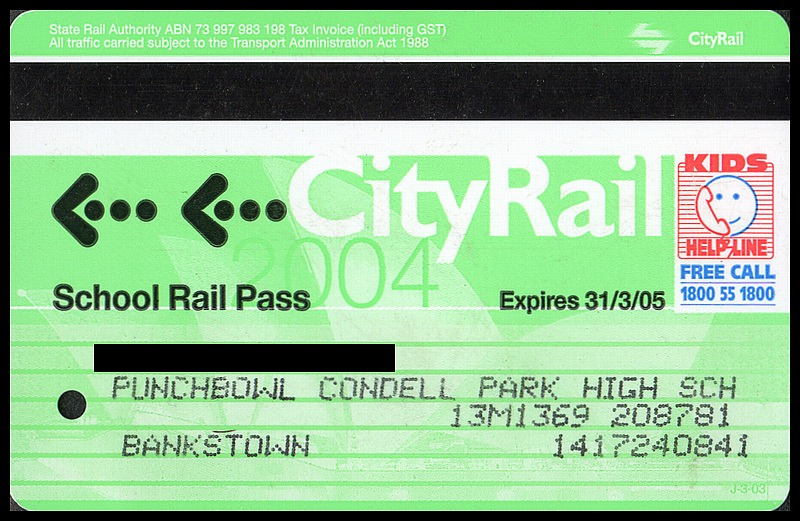 State Rail Authority ABN 73 997 983 198 Tax Invoice (including GST)
All traffic carried subject to the Transport Administration Act 1988
CityRail
CityRail
2004
KIDS
HELP LINE
FREE CALL
1800 55 1800
School Rail Pass
Expires 31/3/05
PUNCHBOWL CONDELL PARK HIGH SCH
13M1369 208781
BANKSTOWN 1417240841
J-3-03